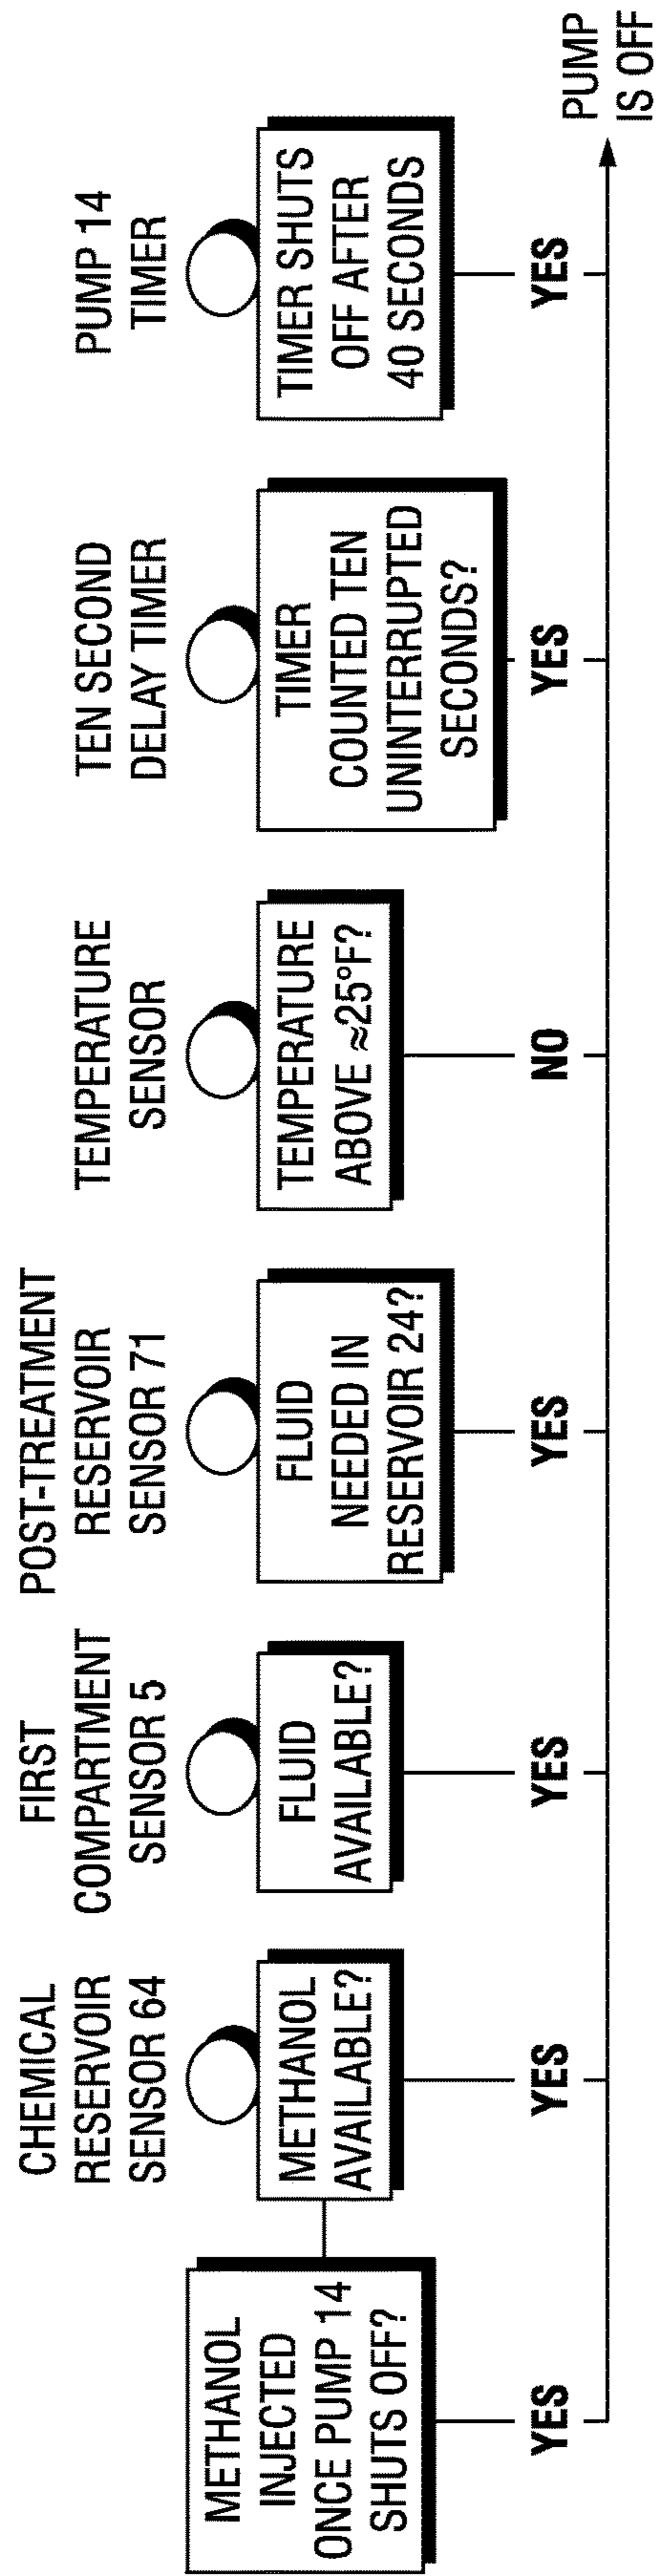 METHANOL
INJECTED
ONCE PUMP 14
SHUTS OFF?
YES
CHEMICAL
RESERVOIR
SENSOR 64
METHANOL
AVAILABLE?
YES
FIRST
COMPARTMENT
SENSOR 5
FLUID
AVAILABLE?
YES
POST-TREATMENT
RESERVOIR
SENSOR 71
FLUID
NEEDED IN
RESERVOIR 24?
YES
TEMPERATURE
SENSOR
TEMPERATURE
ABOVE ≈25°F?
NO
TEN SECOND
DELAY TIMER
TIMER
COUNTED TEN
UNINTERRUPTED
SECONDS?
YES
PUMP 14
TIMER
TIMER SHUTS
OFF AFTER
40 SECONDS
YES
PUMP
IS OFF